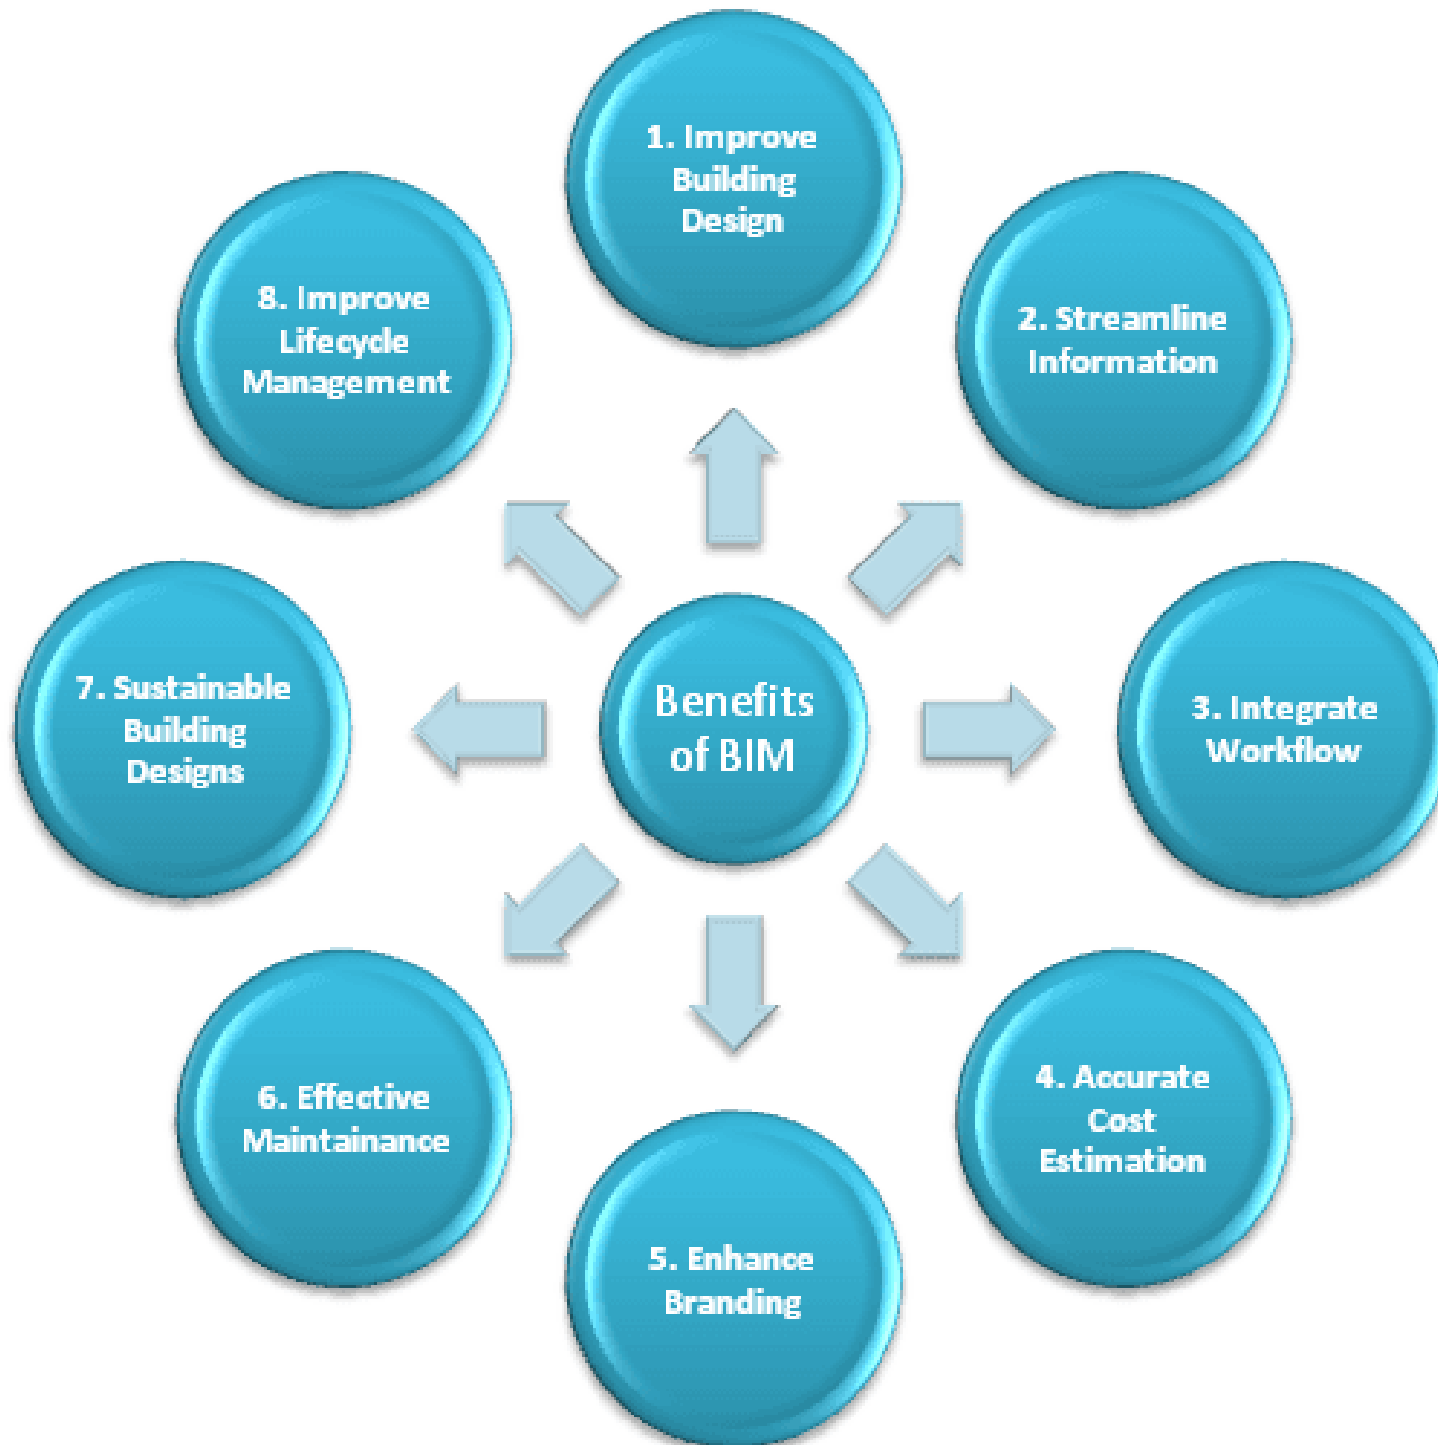 Benefits
of BIM
1. Improve
Building
Design
2. Streamline
Information
3. Integrate
Workflow
4. Accurate
Cost
Estimation
5. Enhance
Branding
6. Effective
Maintainance
7. Sustainable
Building
Designs
8. Improve
Lifecycle
Management